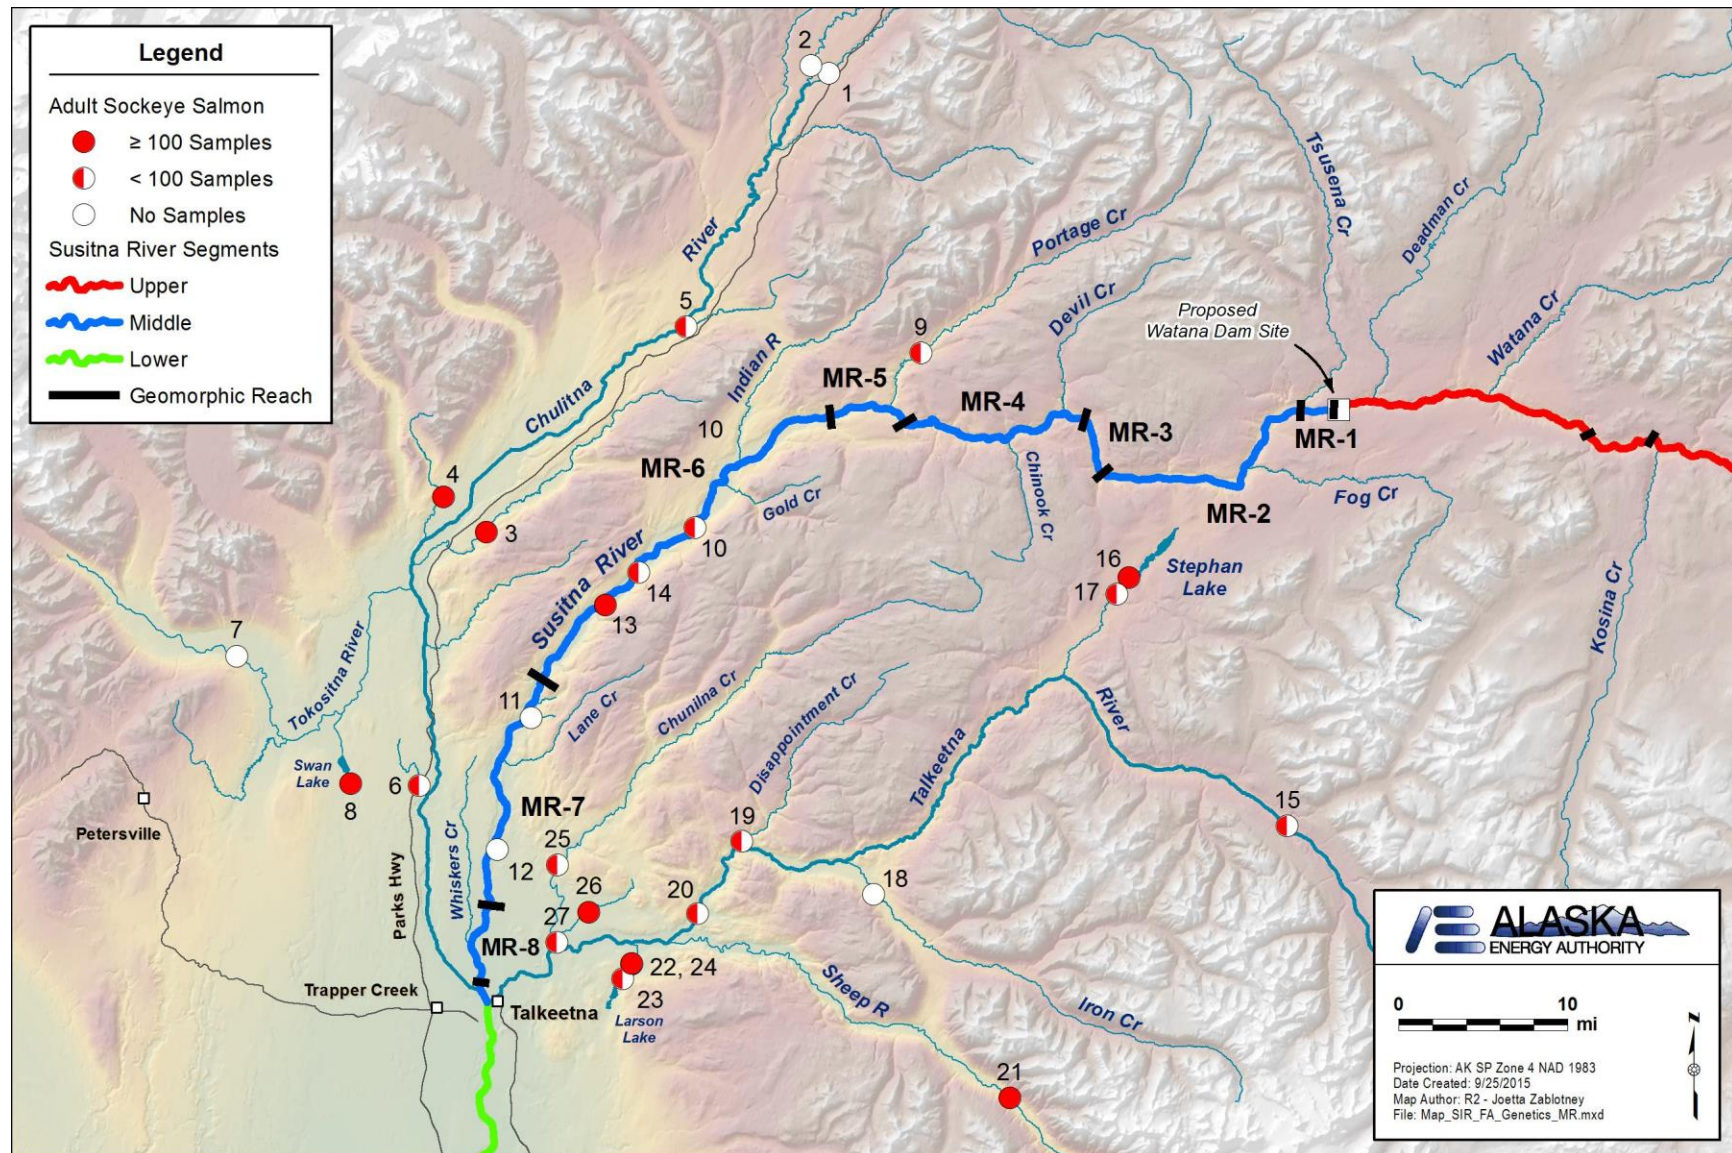 Legend
Adult Sockeye Salmon
≥ 100 Samples
< 100 Samples
No Samples
Susitna River Segments
Upper
Middle
Lower
Geomorphic Reach
2
1
Tsusena Cr
Deadman Cr
River
Portage Cr
5
9
Devil Cr
Proposed
Watana Dam Site
Watana Cr
Indian R
MR-5
Chulitna
MR-4
10
MR-3
MR-1
MR-6
4
Gold Cr
Chinook Cr
Fog Cr
MR-2
3
10
Susitna River
16
Stephan
Lake
14
17
13
7
Kosina Cr
Tokositna River
11
Lane Cr
Chunilna Cr
Disappointment Cr
River
Swan
Lake
8
6
Talkeetna
15
MR-7
Petersville
19
25
12
Whiskers Cr
Parks Hwy
26
20
18
27
MR-8
22, 24
Sheep R
Trapper Creek
Talkeetna
23
Larson
Lake
Iron Cr
21
ALASKA
ENERGY AUTHORITY
0 10
mi
N
Projection: AK SP Zone 4 NAD 1983
Date Created: 9/25/2015
Map Author: R2 - Joetta Zablotney
File: Map_SIR_FA_Genetics_MR.mxd